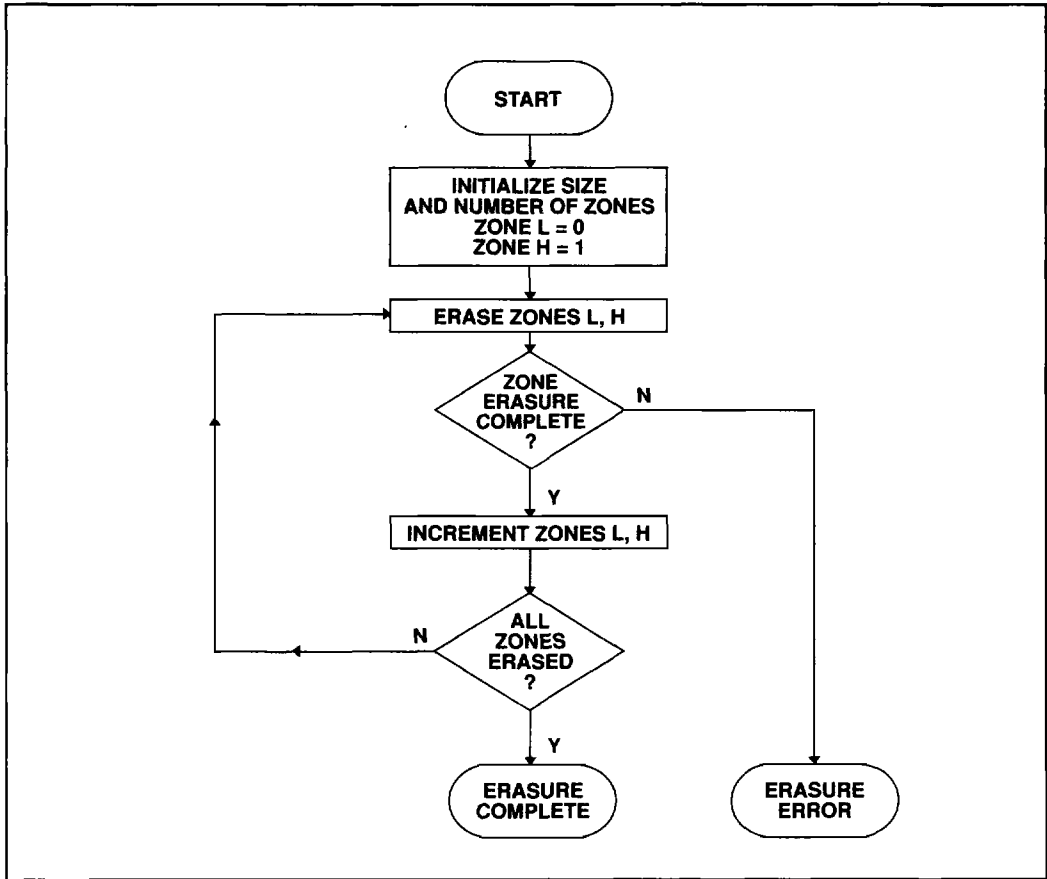 START
INITIALIZE SIZE
AND NUMBER OF ZONES
ZONE L = 0
ZONE H = 1
ERASE ZONES L, H
ZONE
ERASURE
COMPLETE
?
N
Y
INCREMENT ZONES L, H
ALL
ZONES
ERASED
?
N
Y
ERASURE
COMPLETE
ERASURE
ERROR